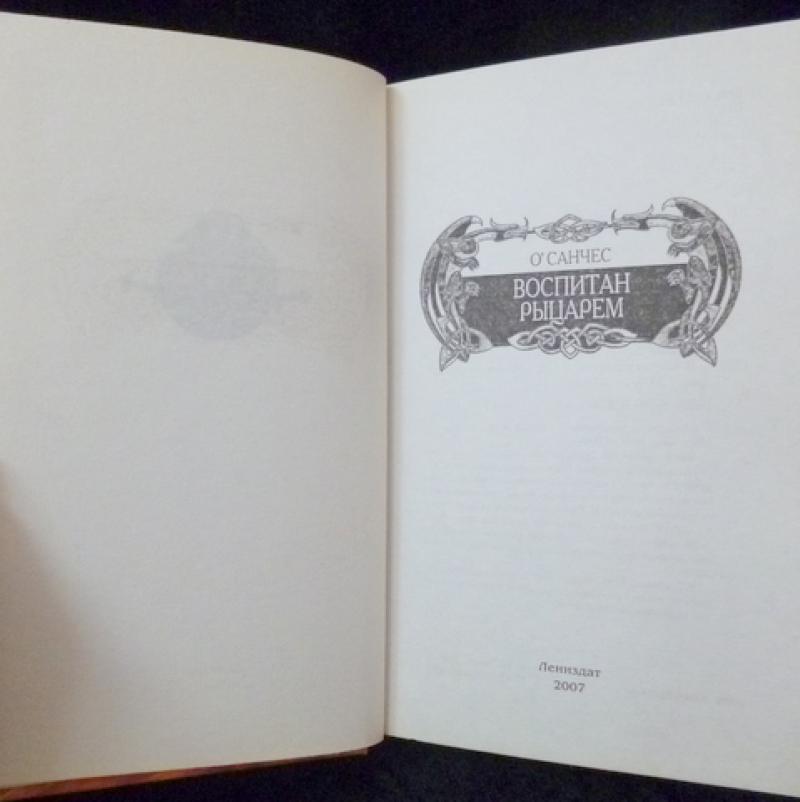 О'САНЧЕС
ВОСПИТАН
РЫЦАРЕМ
Лениздат
2007